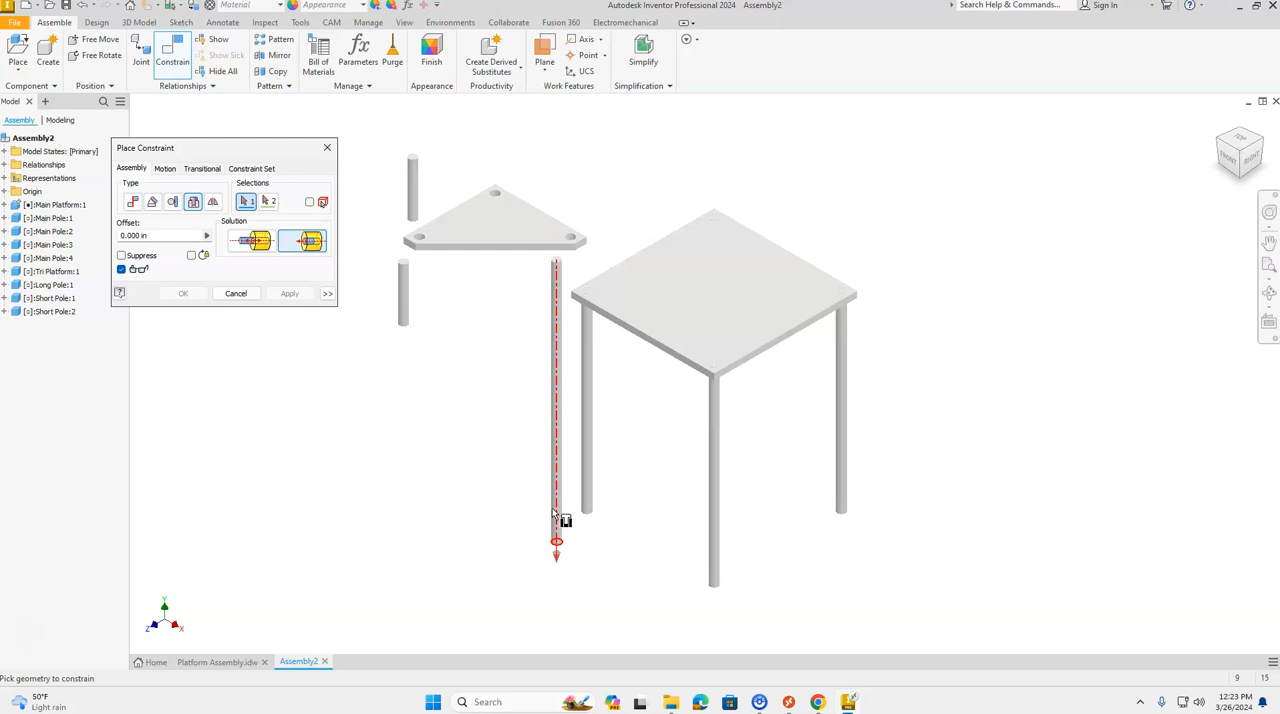 Material
Appearance
Autodesk Inventor Professional 2024 Assembly2
Search Help & Commands...
Sign In
File Assemble Design 3D Model Sketch Annotate Inspect Tools CAM Manage View Environments Collaborate Fusion 360 Electromechanical
Place
Create
Free Move
Free Rotate
Joint
Constrain
Show
Show Sick
Hide All
Pattern
Mirror
Copy
Bill of
Materials
Parameters
Purge
Finish
Create Derived
Substitutes
Plane
Axis
Point
UCS
Simplify
Component
Position
Relationships
Pattern
Manage
Appearance
Productivity
Work Features
Simplification
Model
Assembly Modeling
Assembly2
Model States: [Primary]
Relationships
Representations
Origin
[●]:Main Platform:1
[○]:Main Pole:1
[○]:Main Pole:2
[○]:Main Pole:3
[○]:Main Pole:4
[○]:Tri Platform:1
[○]:Long Pole:1
[○]:Short Pole:1
[○]:Short Pole:2
Place Constraint
Assembly Motion Transitional Constraint Set
Type
Selections
1
2
Offset:
0.000 in
Solution
Suppress
OK
Cancel
Apply
>>
TOP
FRONT
RIGHT
Y
Z
X
Home Platform Assembly.idw Assembly2
Pick geometry to constrain
9 15
50°F
Light rain
Search
PRO
12:23 PM
3/26/2024